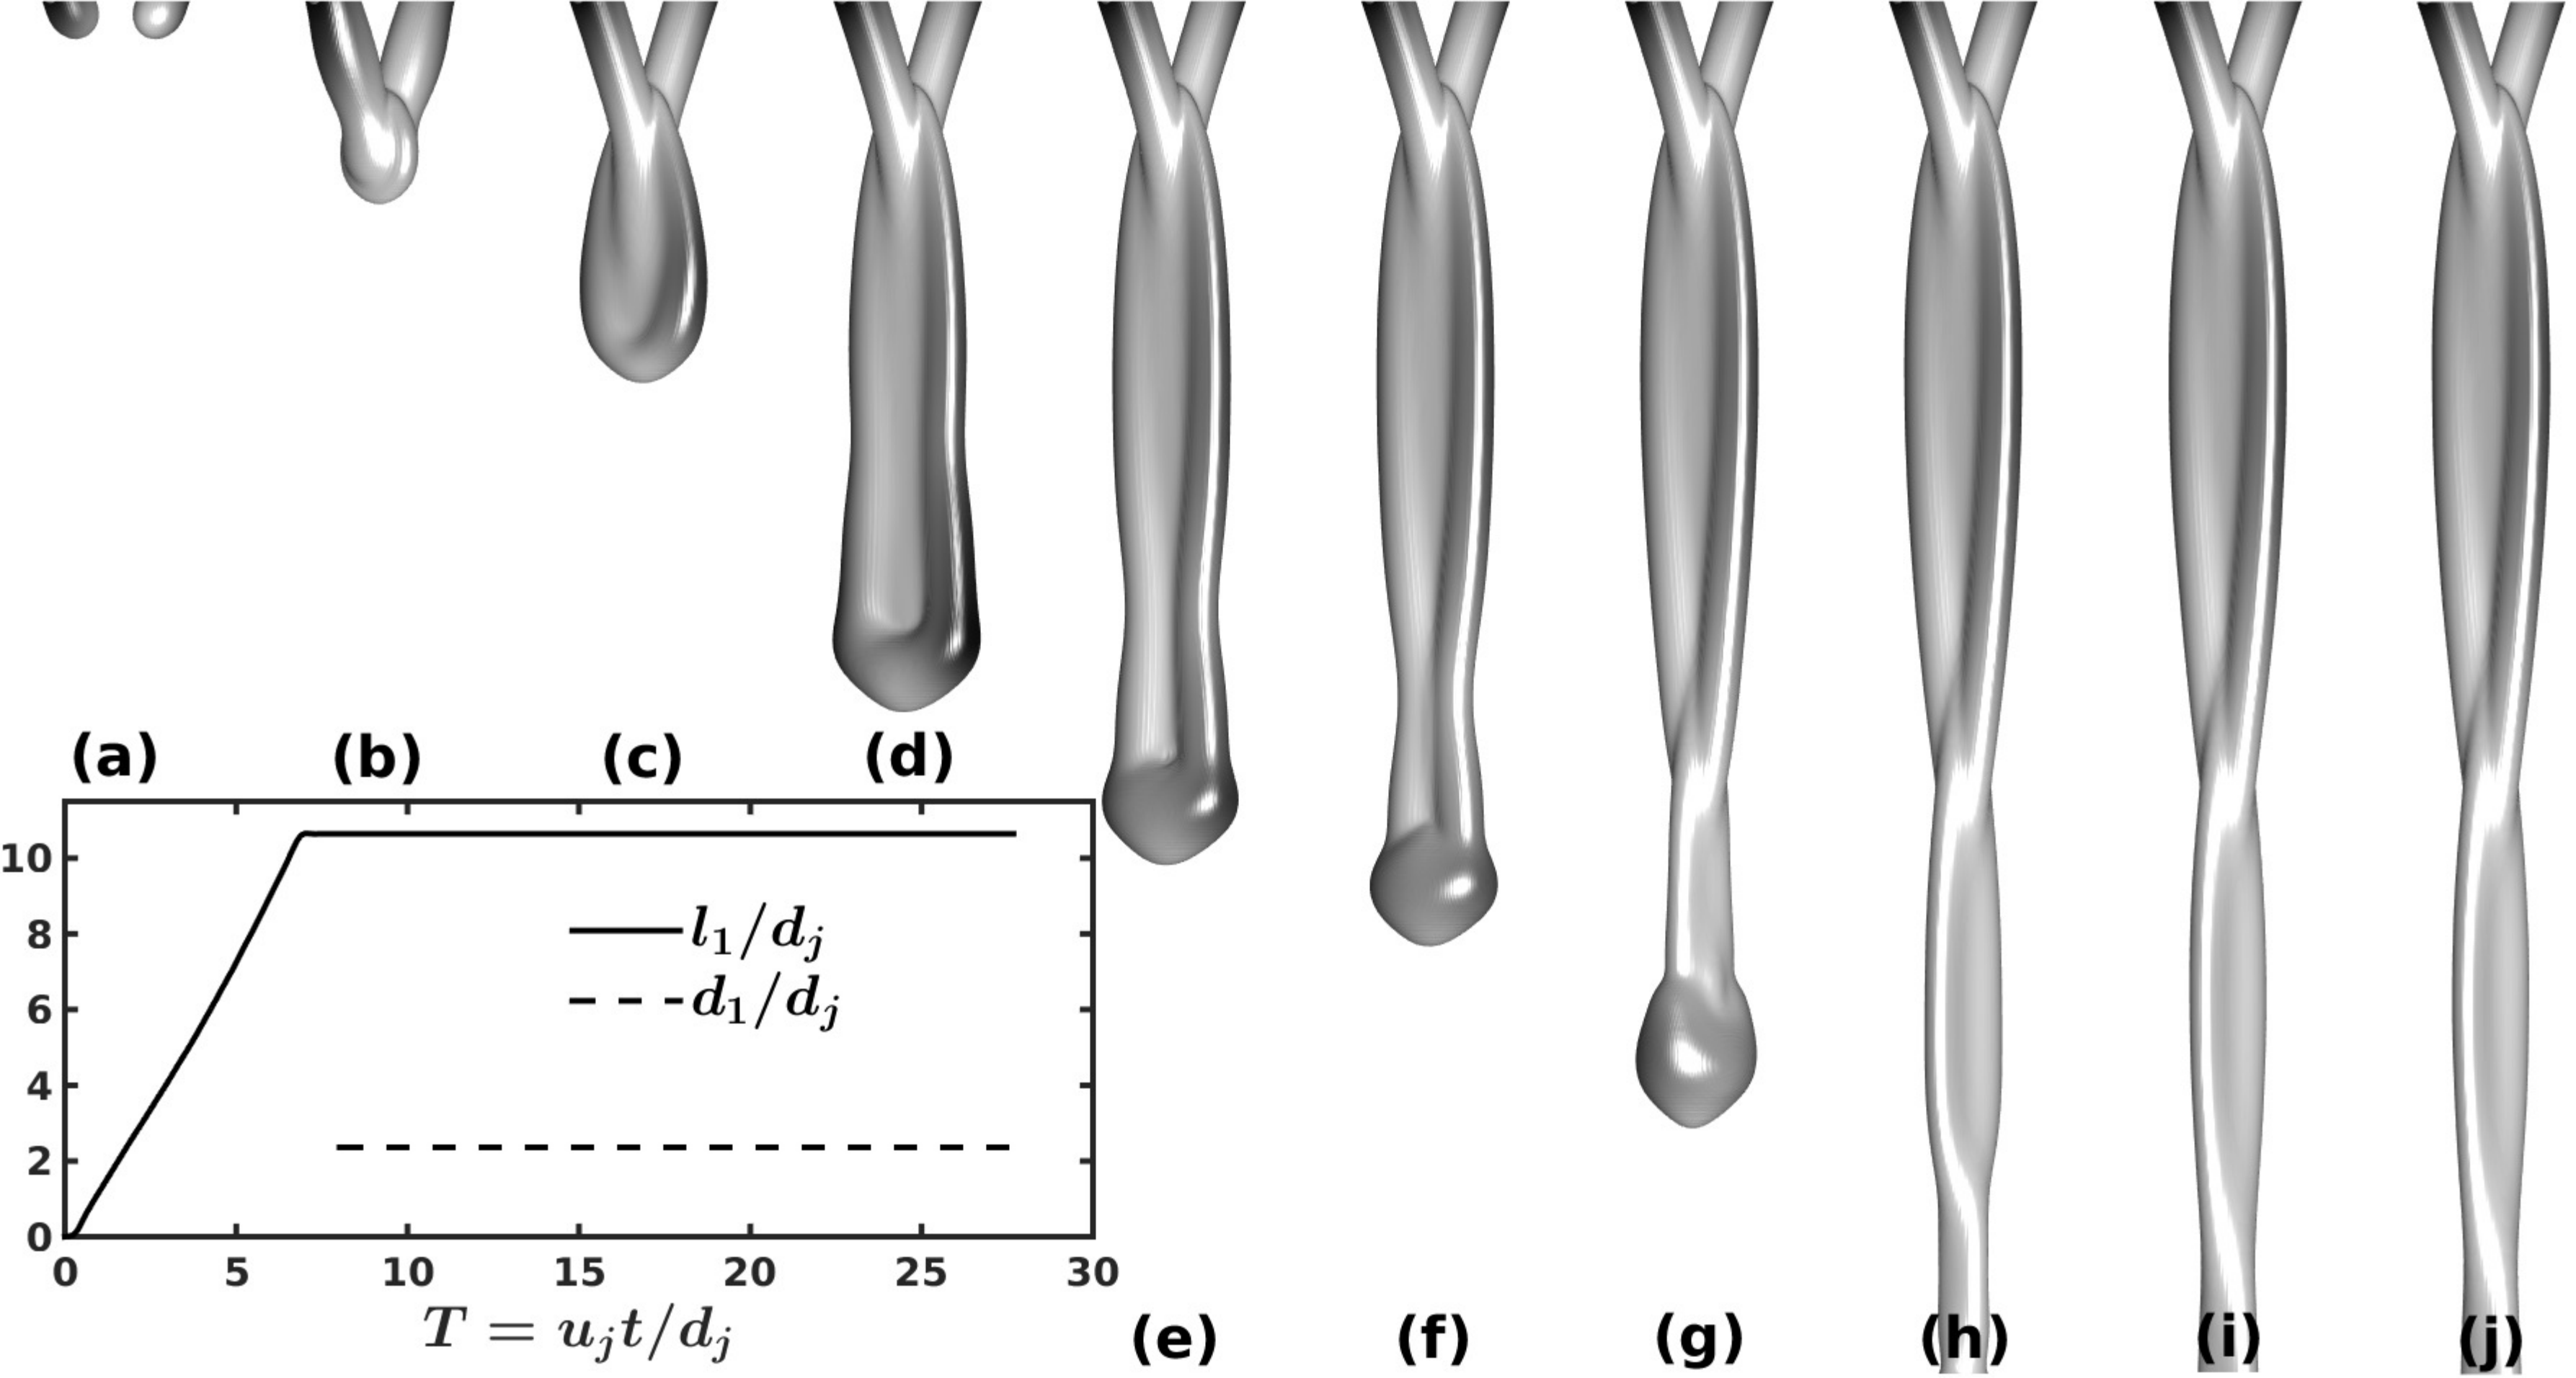 (a) (b) (c) (d)
10
8
6
4
2
0
l₁/dⱼ
d₁/dⱼ
0 5 10 15 20 25 30
T = uⱼt/dⱼ
(e) (f) (g) (h) (i) (j)